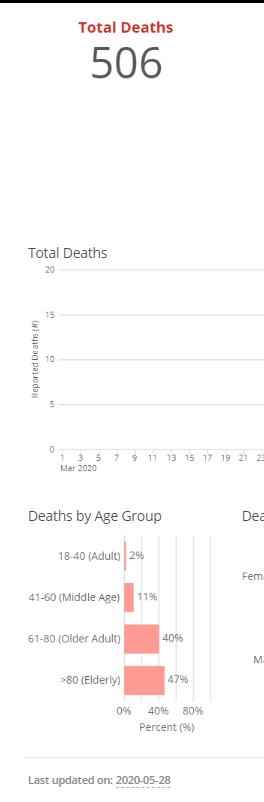 Total Deaths
506
Total Deaths
20
15
10
5
0
Reported Deaths (#)
1 3 5 7 9 11 13 15 17 19 21 23
Mar 2020
Deaths by Age Group
18-40 (Adult) 2%
41-60 (Middle Age) 11%
61-80 (Older Adult) 40%
>80 (Elderly) 47%
0% 40% 80%
Percent (%)
Dea
Fema
Ma
Last updated on: 2020-05-28